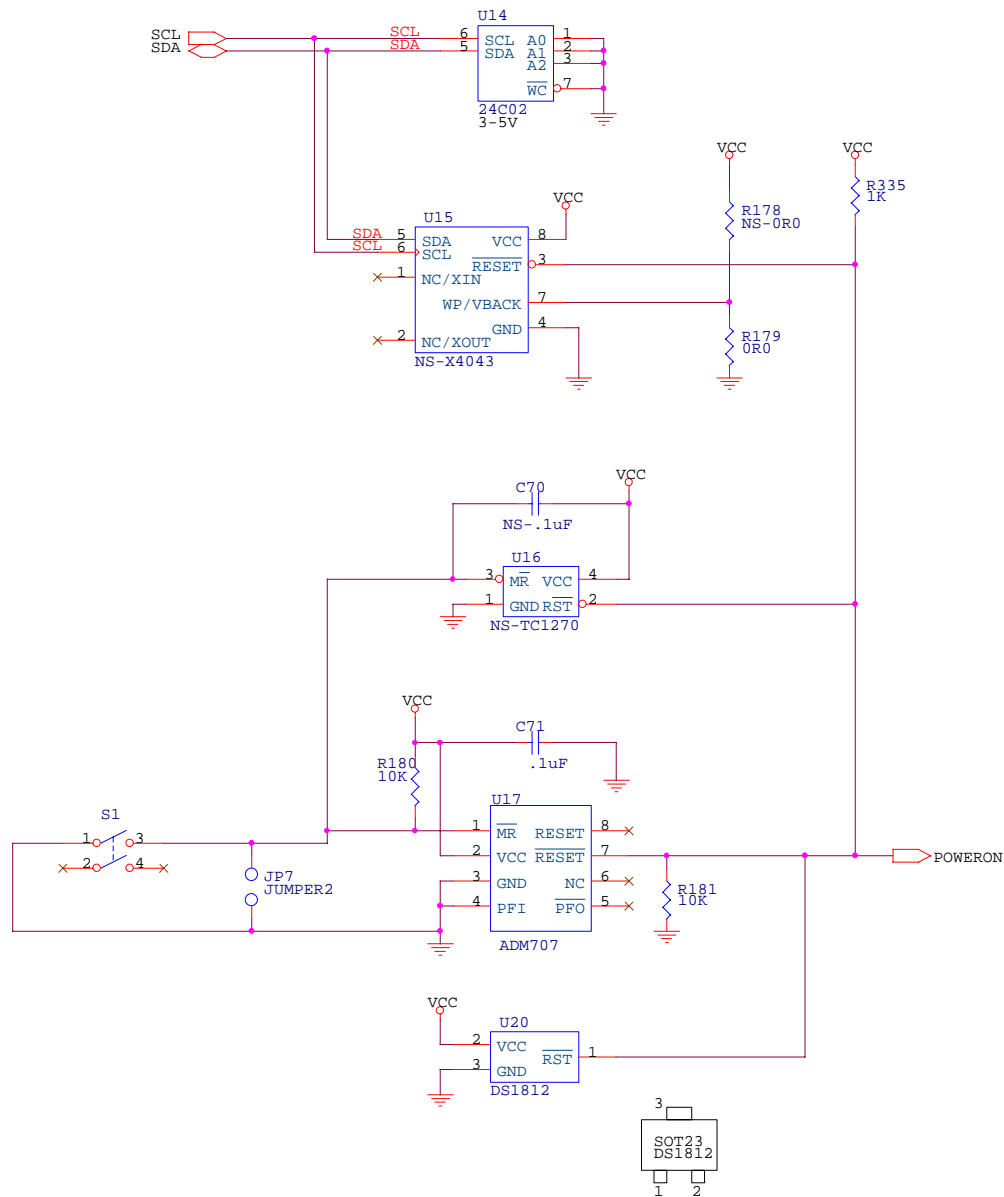 U14
SCL
SDA
SCL
SDA
6
5
SCL
SDA
A0
A1
A2
WC
1
2
3
7
24C02
3-5V
VCC
VCC
R335
1K
VCC
R178
NS-0R0
U15
SDA
SCL
5
6
1
2
SDA
SCL
NC/XIN
NC/XOUT
VCC
RESET
WP/VBACK
GND
8
3
7
4
NS-X4043
R179
0R0
VCC
C70
NS-.1uF
U16
3
1
MR
GND
VCC
RST
4
2
NS-TC1270
VCC
C71
.1uF
R180
10K
U17
1
2
3
4
MR
VCC
GND
PFI
RESET
RESET
NC
PFO
8
7
6
5
ADM707
S1
1
2
3
4
JP7
JUMPER2
R181
10K
POWERON
VCC
U20
2
3
VCC
GND
RST
1
DS1812
3
SOT23
DS1812
1
2